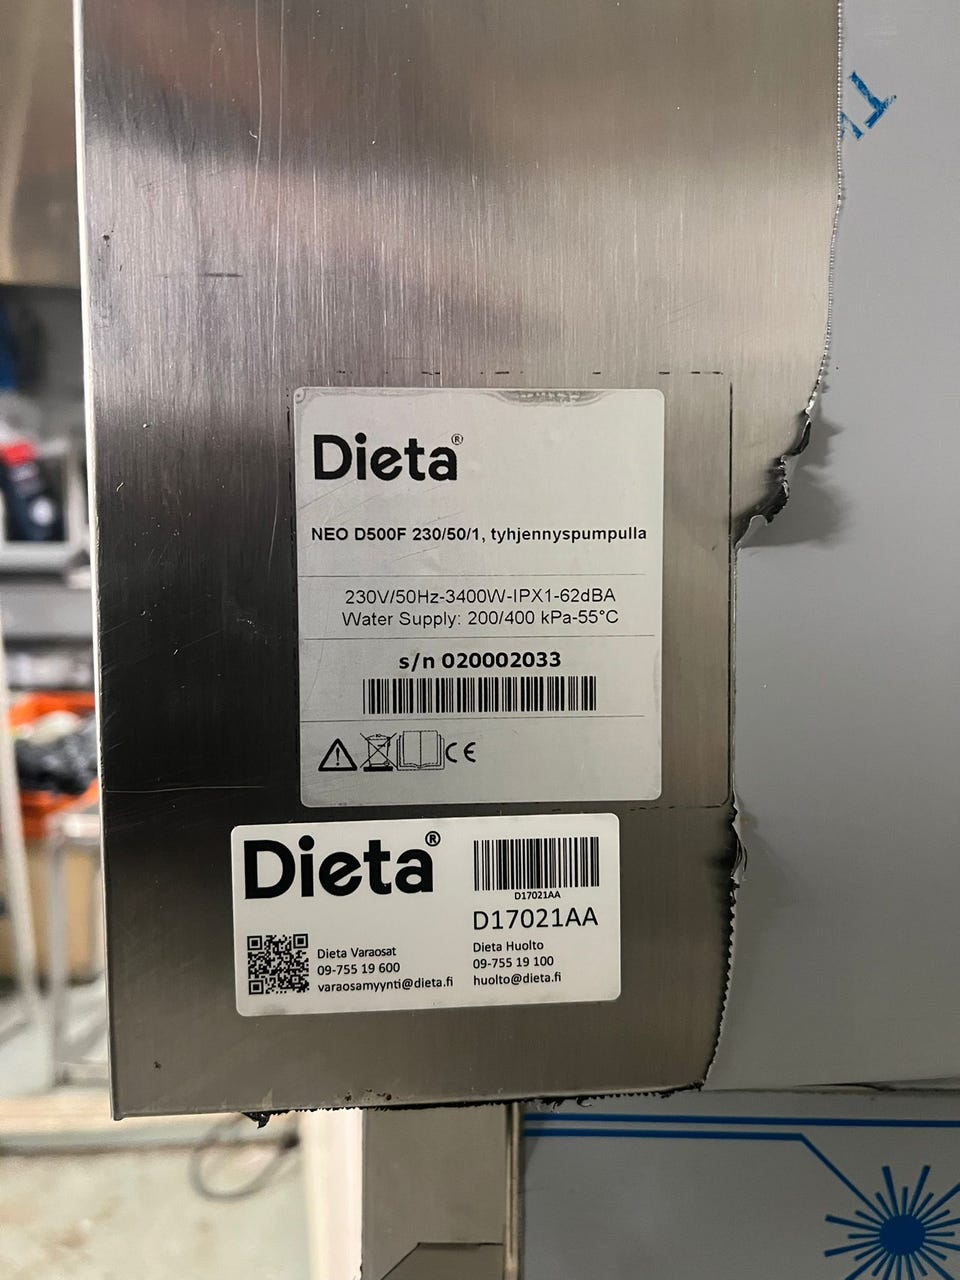 Dieta®
NEO D500F 230/50/1, tyhjennyspumpulla
230V/50Hz-3400W-IPX1-62dBA
Water Supply: 200/400 kPa-55°C
s/n 020002033
CE
Dieta®
D17021AA
D17021AA
Dieta Varaosat
09-755 19 600
varaosamyynti@dieta.fi
Dieta Huolto
09-755 19 100
huolto@dieta.fi